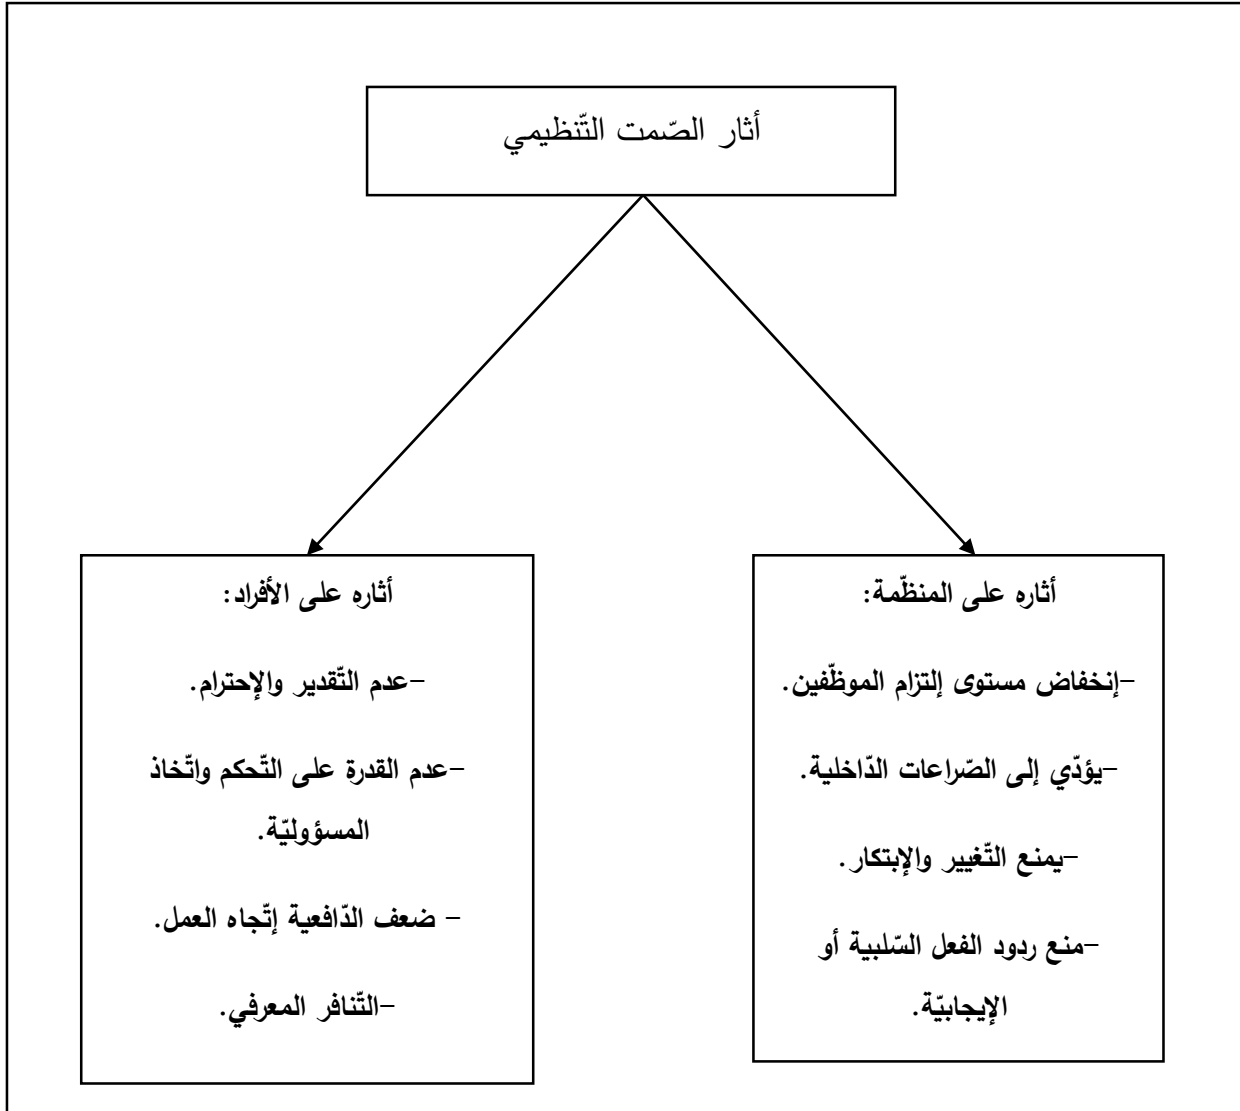 أثار الصّمت التّنظيمي
أثاره على المنظّمة:
-إنخفاض مستوى إلتزام الموظّفين.
-يؤدّي إلى الصّراعات الدّاخلية.
-يمنع التّغيير والإبتكار.
-منع ردود الفعل السّلبية أو
الإيجابيّة.
أثاره على الأفراد:
-عدم التّقدير والإحترام.
-عدم القدرة على التّحكم واتّخاذ
المسؤوليّة.
- ضعف الدّافعية إتّجاه العمل.
-التّنافر المعرفي.